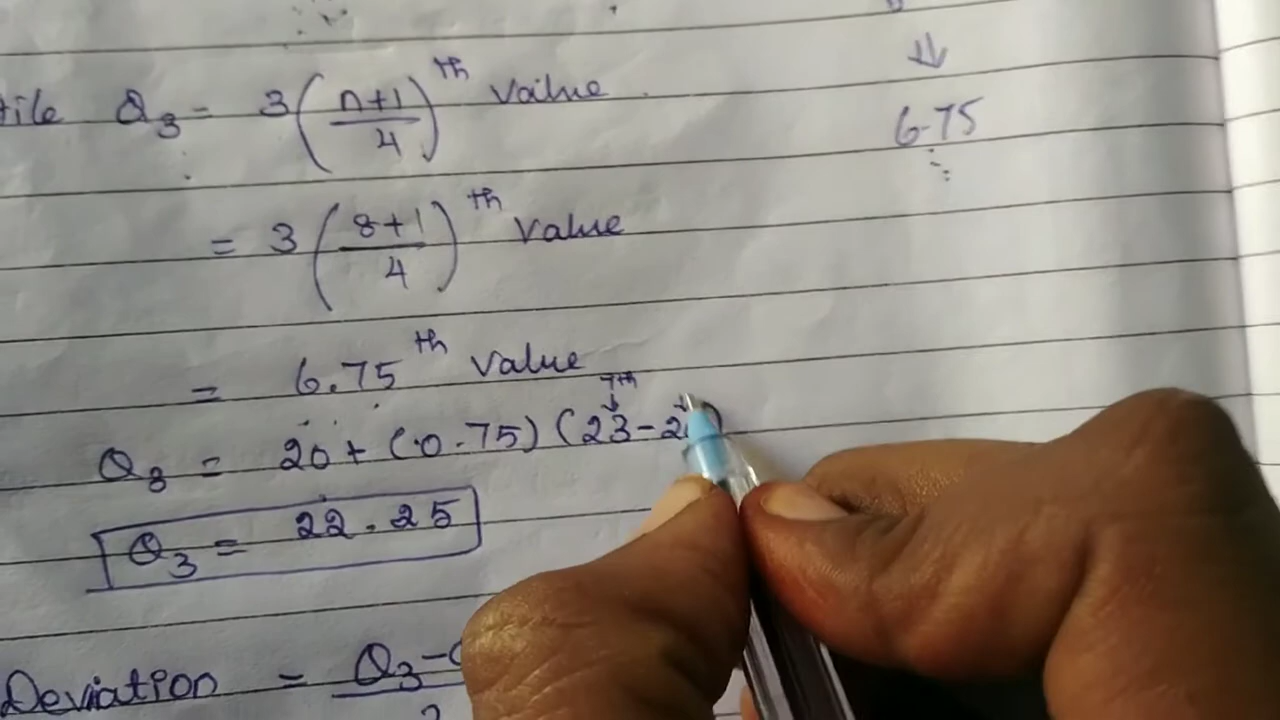 Q3 = 3(n+1/4)th value
6.75
= 3(8+1/4)th value
= 6.75th value
7th
Q3 = 20 + (0.75) (23-2
Q3 = 22.25
Deviation = Q3-